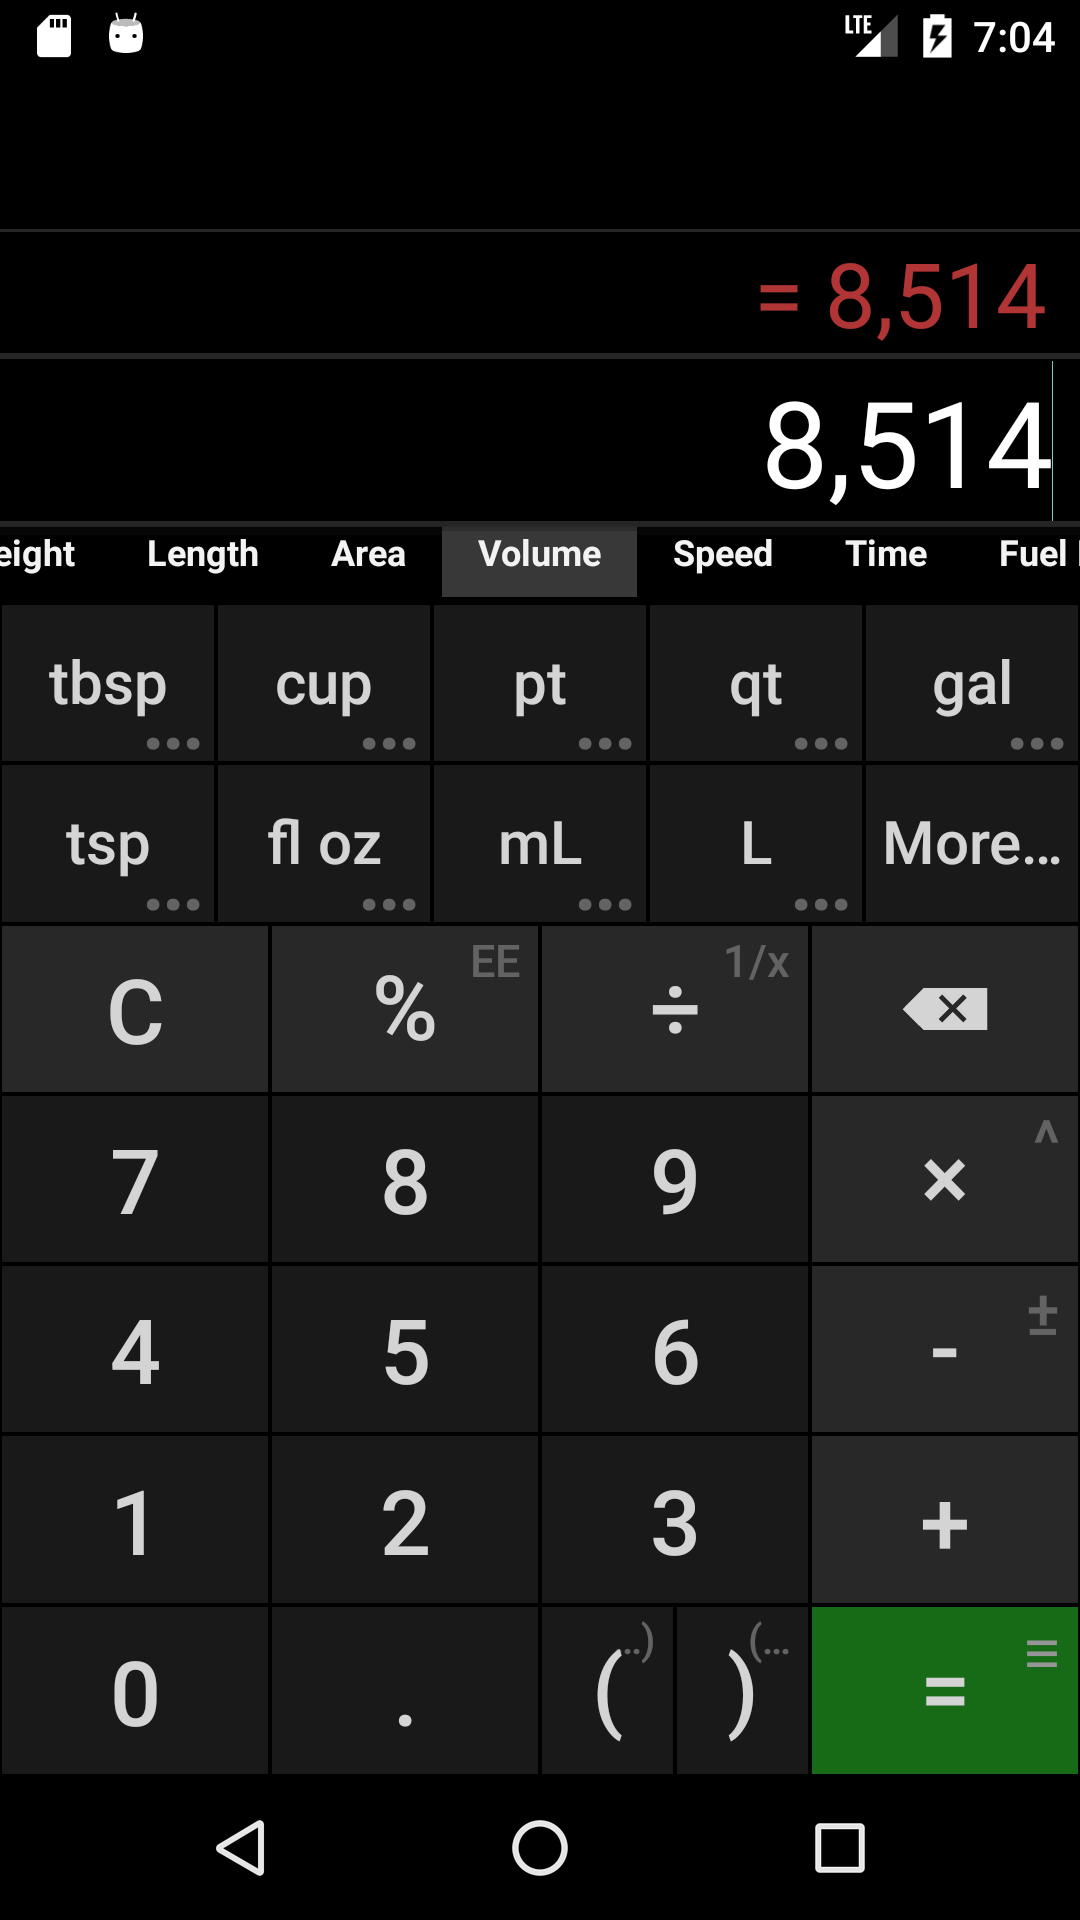 LTE 7:04
= 8,514
8,514
eight Length Area Volume Speed Time Fuel
tbsp cup pt qt gal
tsp fl oz mL L More...
C % EE ÷ 1/x
7 8 9 × ^
4 5 6 - ±
1 2 3 +
0 . ( ..) ) (... =